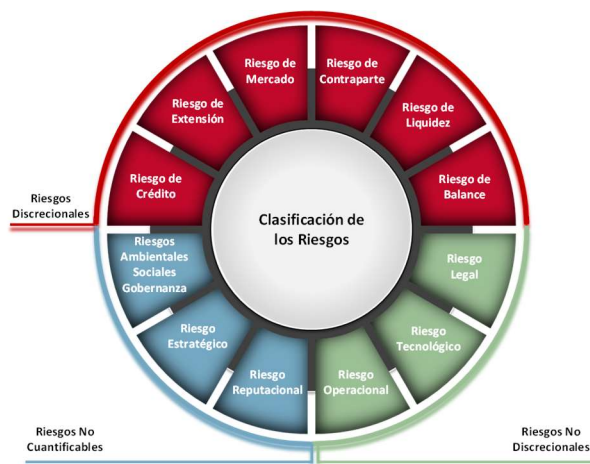 Riesgo de
Mercado
Riesgo de
Contraparte
Riesgo de
Extensión
Riesgo de
Liquidez
Riesgo de
Crédito
Riesgo de
Balance
Riesgos
Discrecionales
Clasificación de
los Riesgos
Riesgos
Ambientales
Sociales
Gobernanza
Riesgo
Legal
Riesgo
Estratégico
Riesgo
Tecnológico
Riesgo
Reputacional
Riesgo
Operacional
Riesgos No
Cuantificables
Riesgos No
Discrecionales